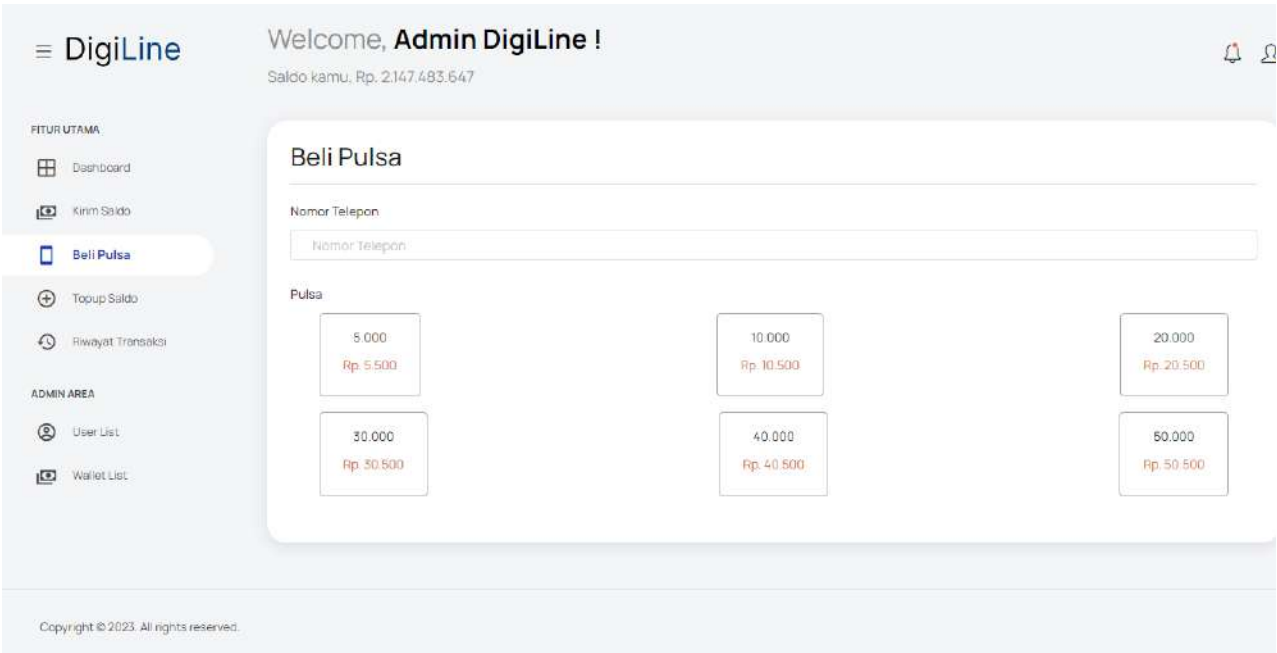 DigiLine
Welcome, Admin DigiLine !
Saldo kamu, Rp. 2.147.483.647
FITUR UTAMA
Dashboard
Kirim Saldo
Beli Pulsa
Topup Saldo
Riwayat Transaksi
ADMIN AREA
User List
Wallet List
Beli Pulsa
Nomor Telepon
Nomor Telepon
Pulsa
5.000
Rp. 5.500
10.000
Rp. 10.500
20.000
Rp. 20.500
30.000
Rp. 30.500
40.000
Rp. 40.500
50.000
Rp. 50.500
Copyright © 2023. All rights reserved.